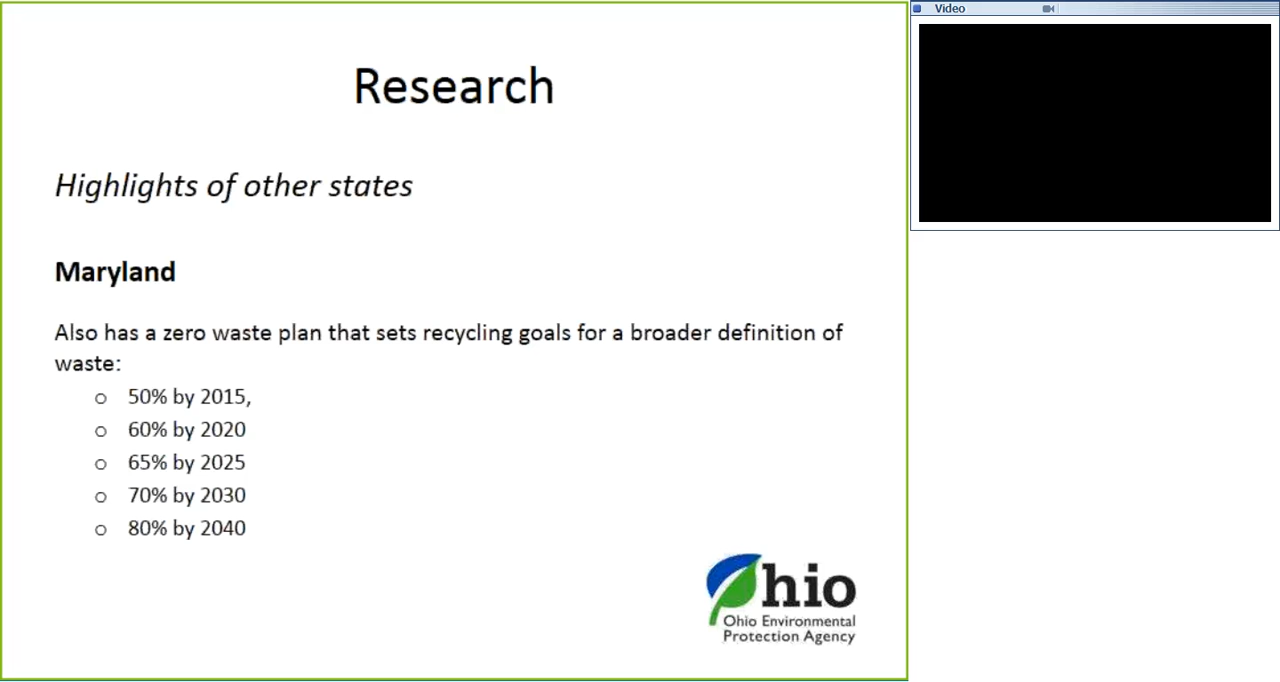 Research
Highlights of other states
Maryland
Also has a zero waste plan that sets recycling goals for a broader definition of
waste:
o 50% by 2015,
o 60% by 2020
o 65% by 2025
o 70% by 2030
o 80% by 2040
Ohio
Ohio Environmental
Protection Agency
Video